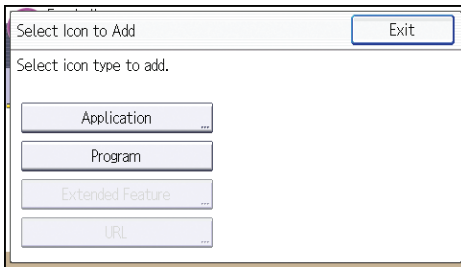 Select Icon to Add
Exit
Select icon type to add.
Application
...
Program
Extended Feature
...
URL
...